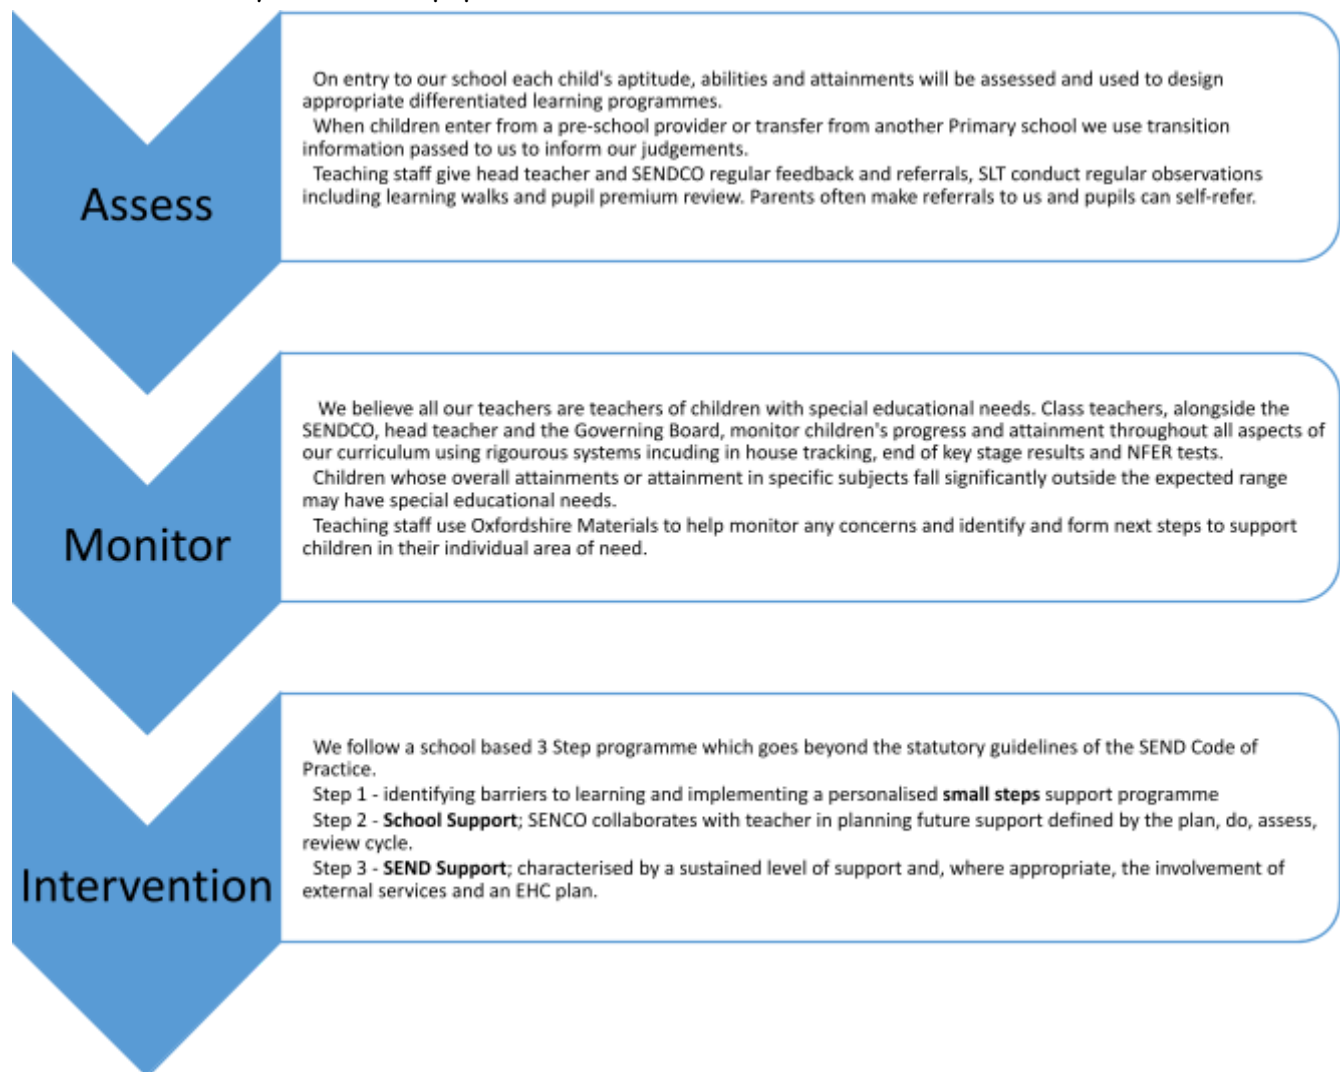 Assess
On entry to our school each child's aptitude, abilities and attainments will be assessed and used to design
appropriate differentiated learning programmes.
When children enter from a pre-school provider or transfer from another Primary school we use transition
information passed to us to inform our judgements.
Teaching staff give head teacher and SENDCO regular feedback and referrals, SLT conduct regular observations
including learning walks and pupil premium review. Parents often make referrals to us and pupils can self-refer.
Monitor
We believe all our teachers are teachers of children with special educational needs. Class teachers, alongside the
SENDCO, head teacher and the Governing Board, monitor children's progress and attainment throughout all aspects of
our curriculum using rigourous systems incuding in house tracking, end of key stage results and NFER tests.
Children whose overall attainments or attainment in specific subjects fall significantly outside the expected range
may have special educational needs.
Teaching staff use Oxfordshire Materials to help monitor any concerns and identify and form next steps to support
children in their individual area of need.
Intervention
We follow a school based 3 Step programme which goes beyond the statutory guidelines of the SEND Code of
Practice.
Step 1 - identifying barriers to learning and implementing a personalised small steps support programme
Step 2 - School Support; SENCO collaborates with teacher in planning future support defined by the plan, do, assess,
review cycle.
Step 3 - SEND Support; characterised by a sustained level of support and, where appropriate, the involvement of
external services and an EHC plan.